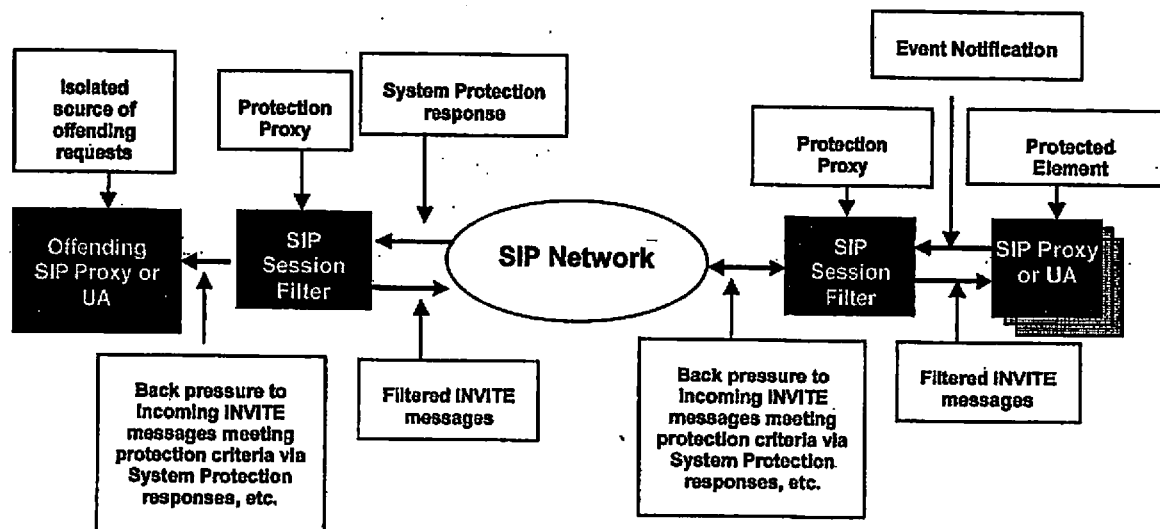 Event Notification
Isolated
source of
offending
requests
Protection
Proxy
System Protection
response
Protection
Proxy
Protected
Element
Offending
SIP Proxy or
UA
SIP
Session
Filter
SIP Network
SIP
Session
Filter
SIP Proxy
or UA
Back pressure to
incoming INVITE
messages meeting
protection criteria via
System Protection
responses, etc.
Filtered INVITE
messages
Back pressure to
incoming INVITE
messages meeting
protection criteria via
System Protection
responses, etc.
Filtered INVITE
messages